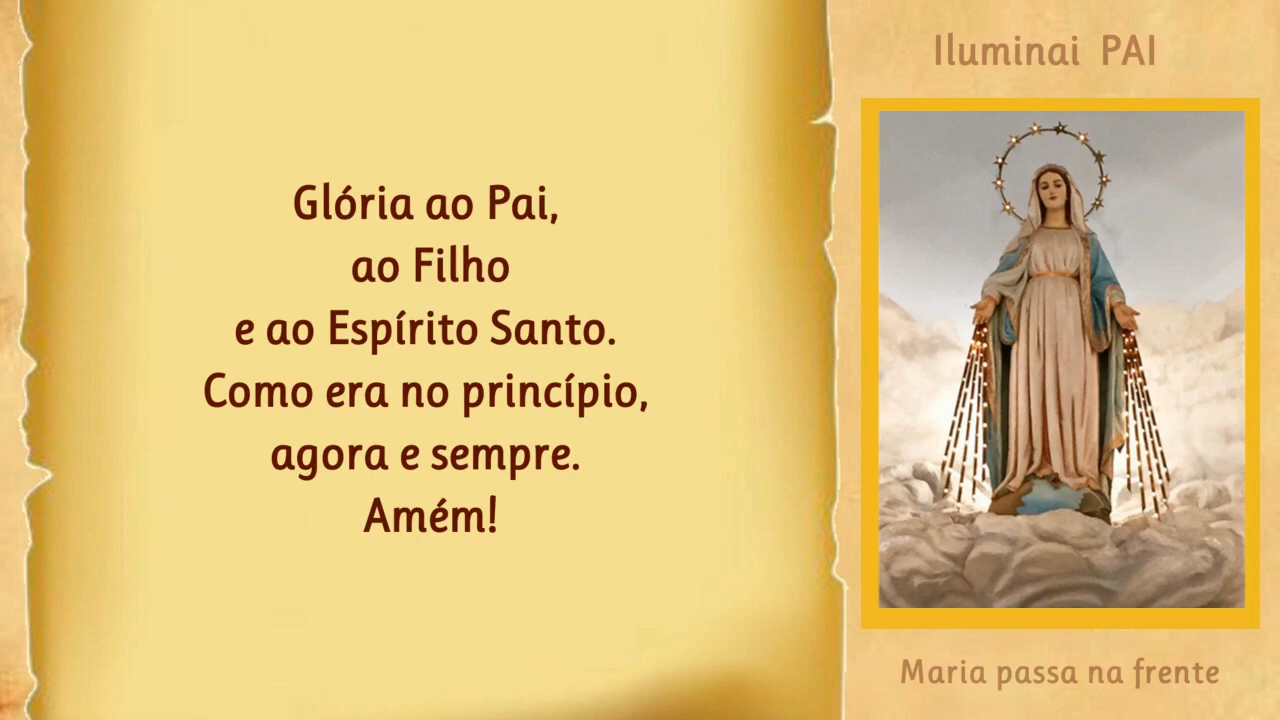 Glória ao Pai,
ao Filho
e ao Espírito Santo.
Como era no princípio,
agora e sempre.
Amém!
Iluminai PAI
Maria passa na frente